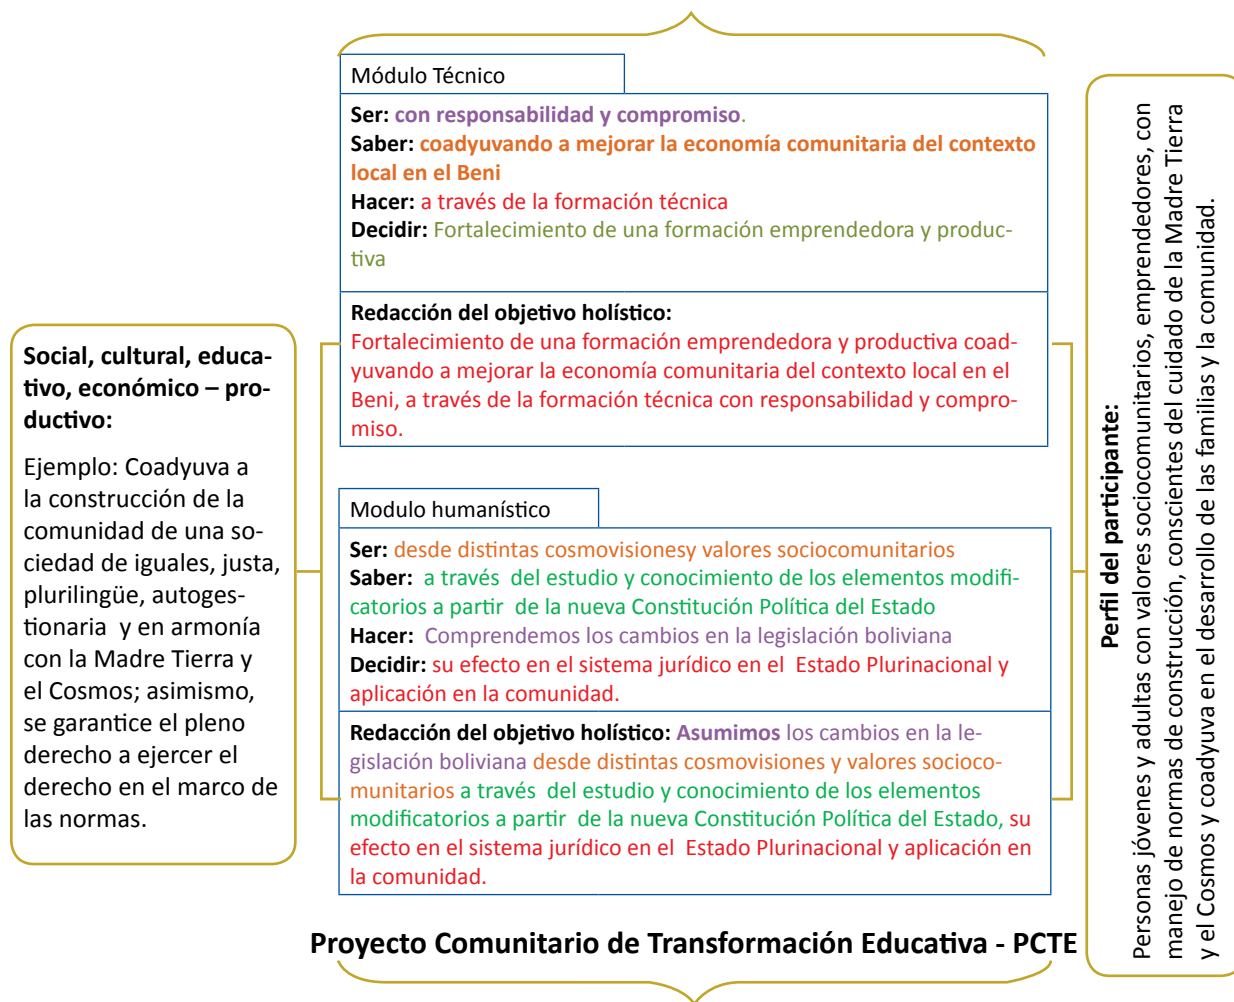 Social, cultural, educa-
tivo, económico – pro-
ductivo:
Ejemplo: Coadyuva a
la construcción de la
comunidad de una so-
ciedad de iguales, justa,
plurilingüe, autoges-
tionaria y en armonía
con la Madre Tierra y
el Cosmos; asimismo,
se garantice el pleno
derecho a ejercer el
derecho en el marco de
las normas.
Módulo Técnico
Ser: con responsabilidad y compromiso.
Saber: coadyuvando a mejorar la economía comunitaria del contexto
local en el Beni
Hacer: a través de la formación técnica
Decidir: Fortalecimiento de una formación emprendedora y produc-
tiva
Redacción del objetivo holístico:
Fortalecimiento de una formación emprendedora y productiva coad-
yuvando a mejorar la economía comunitaria del contexto local en el
Beni, a través de la formación técnica con responsabilidad y compro-
miso.
Modulo humanístico
Ser: desde distintas cosmovisionesy valores sociocomunitarios
Saber: a través del estudio y conocimiento de los elementos modifi-
catorios a partir de la nueva Constitución Política del Estado
Hacer: Comprendemos los cambios en la legislación boliviana
Decidir: su efecto en el sistema jurídico en el Estado Plurinacional y
aplicación en la comunidad.
Redacción del objetivo holístico: Asumimos los cambios en la le-
gislación boliviana desde distintas cosmovisiones y valores socioco-
munitarios a través del estudio y conocimiento de los elementos
modificatorios a partir de la nueva Constitución Política del Estado, su
efecto en el sistema jurídico en el Estado Plurinacional y aplicación en
la comunidad.
Proyecto Comunitario de Transformación Educativa - PCTE
Perfil del participante:
Personas jóvenes y adultas con valores sociocomunitarios, emprendedores, con
manejo de normas de construcción, conscientes del cuidado de la Madre Tierra
y el Cosmos y coadyuva en el desarrollo de las familias y la comunidad.